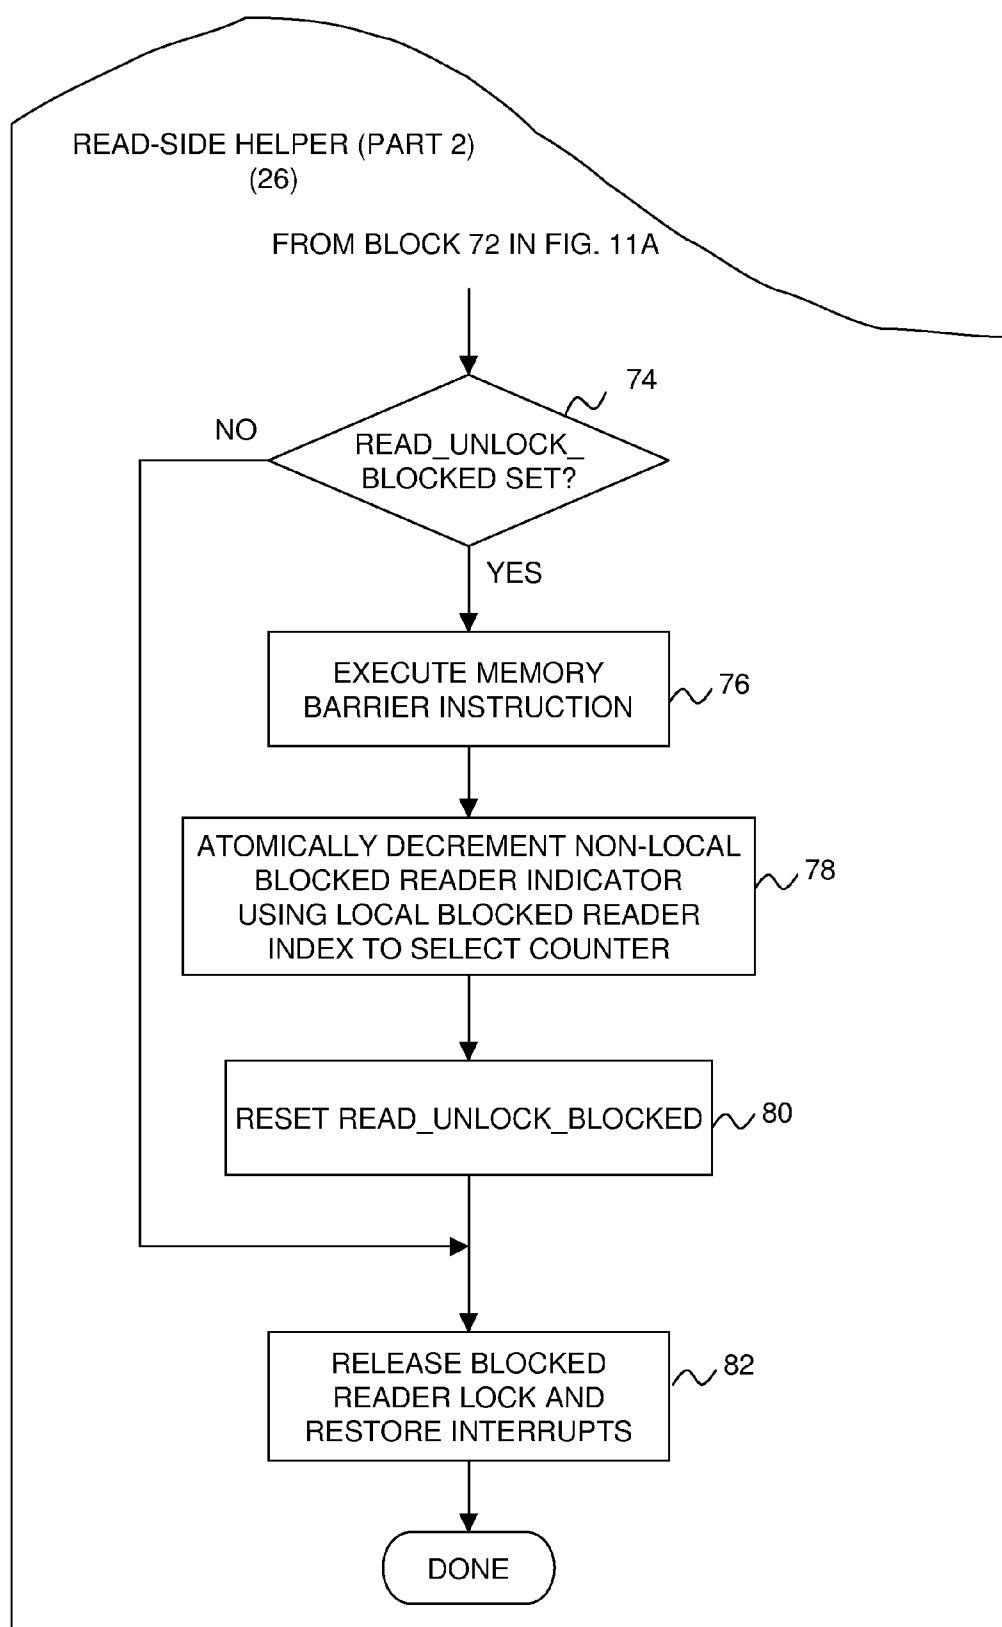 READ-SIDE HELPER (PART 2)
(26)
FROM BLOCK 72 IN FIG. 11A
74
NO
READ_UNLOCK_
BLOCKED SET?
YES
EXECUTE MEMORY
BARRIER INSTRUCTION
76
ATOMICALLY DECREMENT NON-LOCAL
BLOCKED READER INDICATOR
USING LOCAL BLOCKED READER
INDEX TO SELECT COUNTER
78
RESET READ_UNLOCK_BLOCKED
80
RELEASE BLOCKED
READER LOCK AND
RESTORE INTERRUPTS
82
DONE